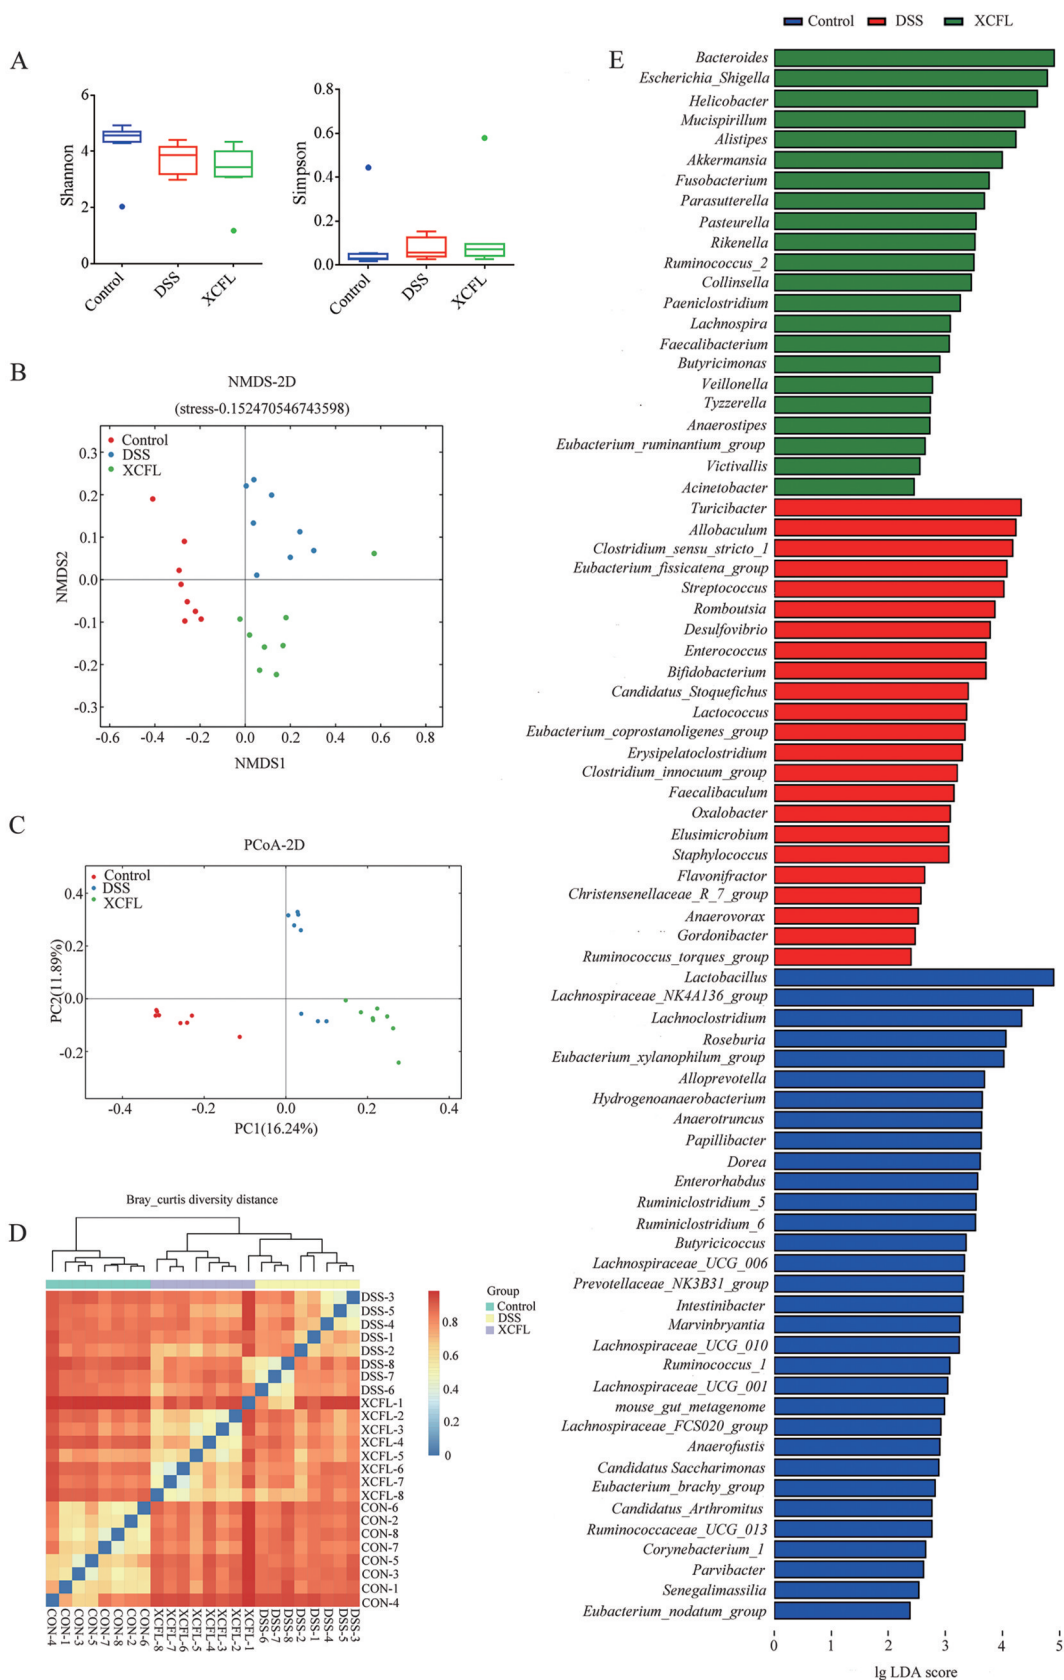 A
Shannon
6
4
2
0
Control
DSS
XCFL
Simpson
0.8
0.6
0.4
0.2
0.0
Control
DSS
XCFL
B
NMDS-2D
(stress-0.152470546743598)
Control
DSS
XCFL
NMDS2
0.3
0.2
0.1
0.0
-0.1
-0.2
-0.3
-0.6 -0.4 -0.2 0.0 0.2 0.4 0.6 0.8
NMDS1
C
PCoA-2D
Control
DSS
XCFL
PC2(11.89%)
0.4
0.2
0.0
-0.2
-0.4 -0.2 0.0 0.2 0.4
PC1(16.24%)
D
Bray_curtis diversity distance
DSS-3
DSS-5
DSS-4
DSS-1
DSS-2
DSS-8
DSS-7
DSS-6
XCFL-1
XCFL-2
XCFL-3
XCFL-4
XCFL-5
XCFL-6
XCFL-7
XCFL-8
CON-6
CON-2
CON-8
CON-7
CON-5
CON-3
CON-1
CON-4
CON-4 CON-1 CON-3 CON-5 CON-7 CON-8 CON-2 CON-6 XCFL-8 XCFL-7 XCFL-6 XCFL-5 XCFL-4 XCFL-3 XCFL-2 XCFL-1 DSS-6 DSS-7 DSS-8 DSS-2 DSS-1 DSS-4 DSS-5 DSS-3
0.8
0.6
0.4
0.2
0
Group
Control
DSS
XCFL
E
Control DSS XCFL
Bacteroides
Escherichia_Shigella
Helicobacter
Mucispirillum
Alistipes
Akkermansia
Fusobacterium
Parasutterella
Pasteurella
Rikenella
Ruminococcus_2
Collinsella
Paeniclostridium
Lachnospira
Faecalibacterium
Butyricimonas
Veillonella
Tyzzerella
Anaerostipes
Eubacterium_ruminantium_group
Victivallis
Acinetobacter
Turicibacter
Allobaculum
Clostridium_sensu_stricto_1
Eubacterium_fissicatena_group
Streptococcus
Romboutsia
Desulfovibrio
Enterococcus
Bifidobacterium
Candidatus_Stoquefichus
Lactococcus
Eubacterium_coprostanoligenes_group
Erysipelatoclostridium
Clostridium_innocuum_group
Faecalibaculum
Oxalobacter
Elusimicrobium
Staphylococcus
Flavonifractor
Christensenellaceae_R_7_group
Anaerovorax
Gordonibacter
Ruminococcus_torques_group
Lactobacillus
Lachnospiraceae_NK4A136_group
Lachnoclostridium
Roseburia
Eubacterium_xylanophilum_group
Alloprevotella
Hydrogenoanaerobacterium
Anaerotruncus
Papillibacter
Dorea
Enterorhabdus
Ruminiclostridium_5
Ruminiclostridium_6
Butyricicoccus
Lachnospiraceae_UCG_006
Prevotellaceae_NK3B31_group
Intestinibacter
Marvinbryantia
Lachnospiraceae_UCG_010
Ruminococcus_1
Lachnospiraceae_UCG_001
mouse_gut_metagenome
Lachnospiraceae_FCS020_group
Anaerofustis
Candidatus Saccharimonas
Eubacterium_brachy_group
Candidatus_Arthromitus
Ruminococcaceae_UCG_013
Corynebacterium_1
Parvibacter
Senegalimassilia
Eubacterium_nodatum_group
0 1 2 3 4 5
lg LDA score